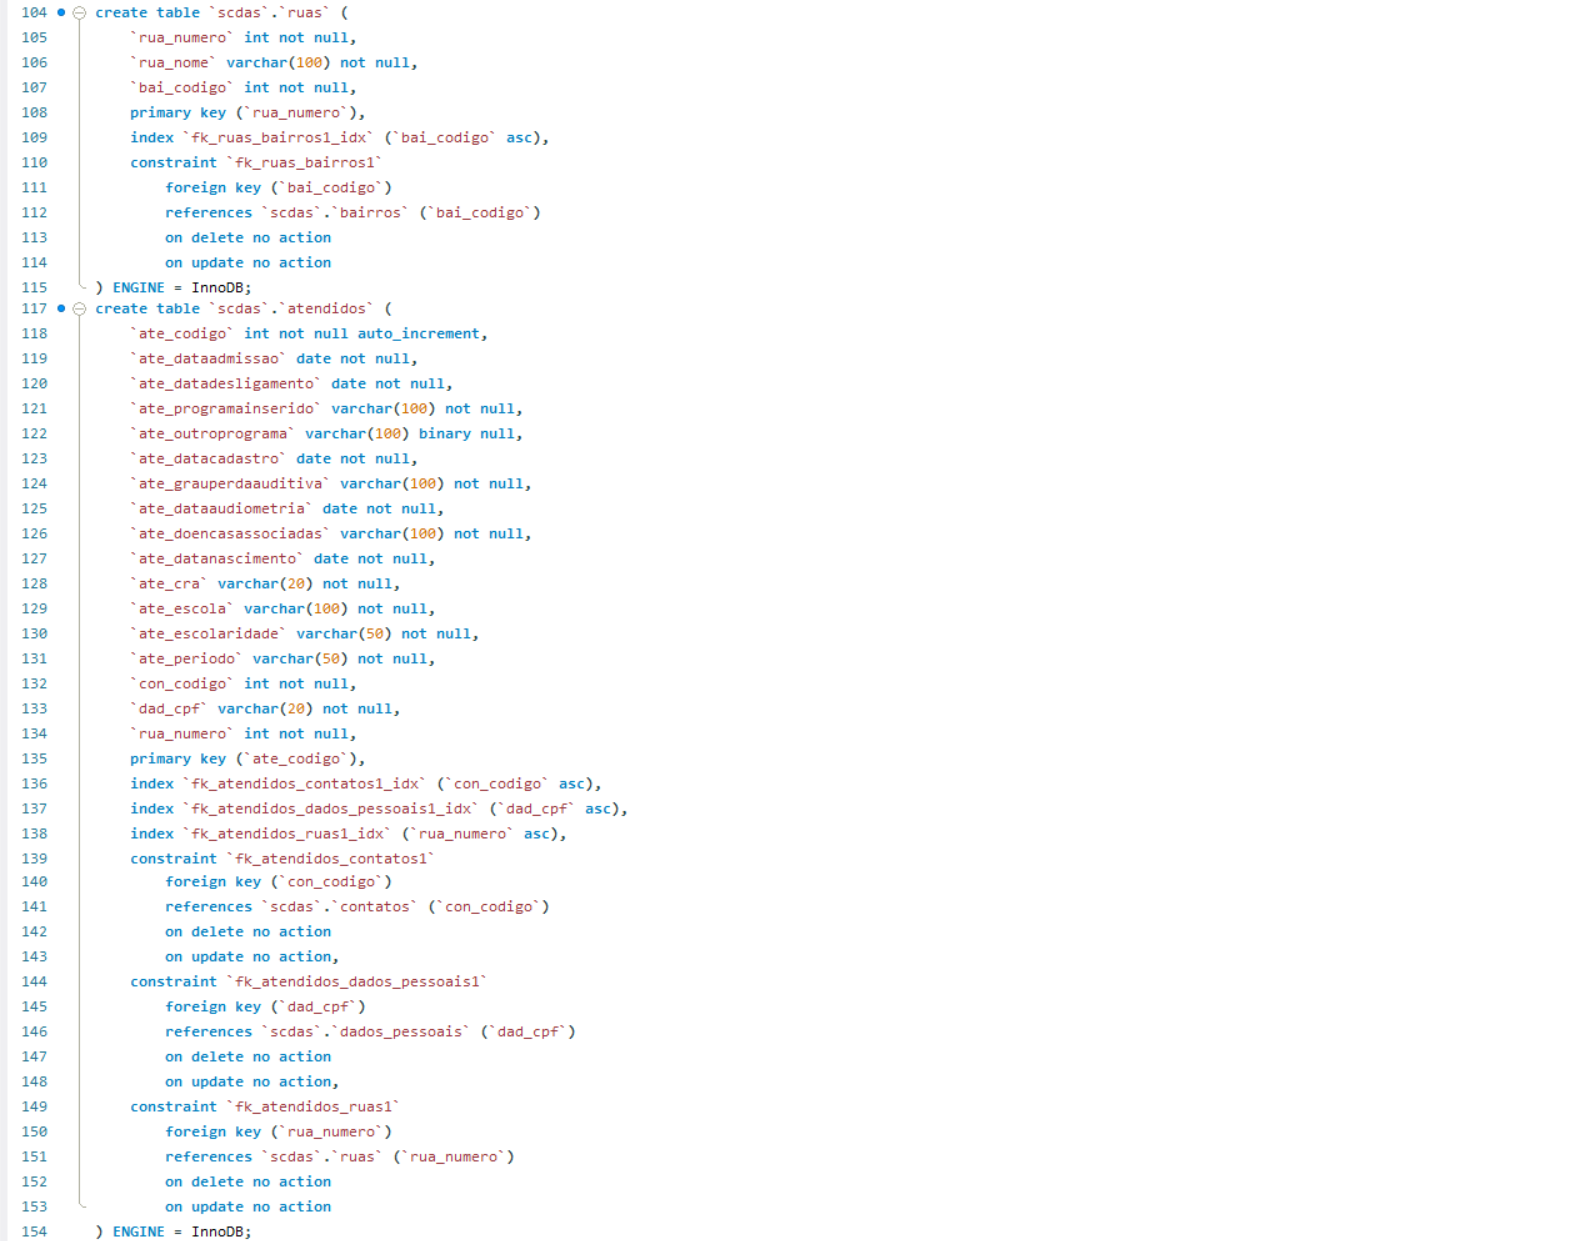 104 create table `scdas`.`ruas` (
105 `rua_numero` int not null,
106 `rua_nome` varchar(100) not null,
107 `bai_codigo` int not null,
108 primary key (`rua_numero`),
109 index `fk_ruas_bairros1_idx` (`bai_codigo` asc),
110 constraint `fk_ruas_bairros1`
111 foreign key (`bai_codigo`)
112 references `scdas`.`bairros` (`bai_codigo`)
113 on delete no action
114 on update no action
115 ) ENGINE = InnoDB;
117 create table `scdas`.`atendidos` (
118 `ate_codigo` int not null auto_increment,
119 `ate_dataadmissao` date not null,
120 `ate_datadesligamento` date not null,
121 `ate_programainserido` varchar(100) not null,
122 `ate_outroprograma` varchar(100) binary null,
123 `ate_datacadastro` date not null,
124 `ate_grauperdaauditiva` varchar(100) not null,
125 `ate_dataaudiometria` date not null,
126 `ate_doencasassociadas` varchar(100) not null,
127 `ate_datanascimento` date not null,
128 `ate_cra` varchar(20) not null,
129 `ate_escola` varchar(100) not null,
130 `ate_escolaridade` varchar(50) not null,
131 `ate_periodo` varchar(50) not null,
132 `con_codigo` int not null,
133 `dad_cpf` varchar(20) not null,
134 `rua_numero` int not null,
135 primary key (`ate_codigo`),
136 index `fk_atendidos_contatos1_idx` (`con_codigo` asc),
137 index `fk_atendidos_dados_pessoais1_idx` (`dad_cpf` asc),
138 index `fk_atendidos_ruas1_idx` (`rua_numero` asc),
139 constraint `fk_atendidos_contatos1`
140 foreign key (`con_codigo`)
141 references `scdas`.`contatos` (`con_codigo`)
142 on delete no action
143 on update no action,
144 constraint `fk_atendidos_dados_pessoais1`
145 foreign key (`dad_cpf`)
146 references `scdas`.`dados_pessoais` (`dad_cpf`)
147 on delete no action
148 on update no action,
149 constraint `fk_atendidos_ruas1`
150 foreign key (`rua_numero`)
151 references `scdas`.`ruas` (`rua_numero`)
152 on delete no action
153 on update no action
154 ) ENGINE = InnoDB;